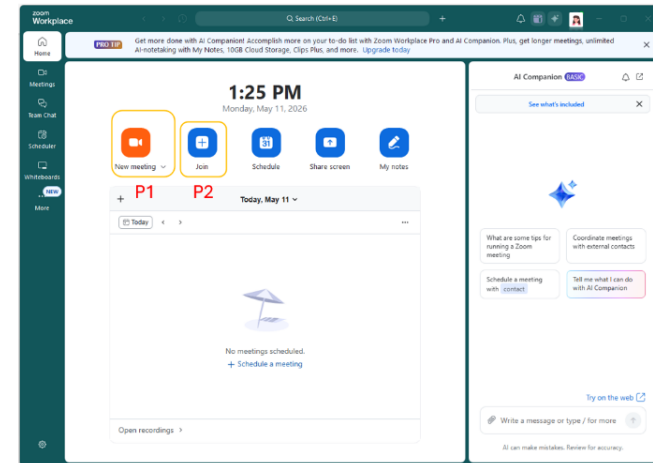 zoom
Workplace
Search (Ctrl+E)
PRO TIP
Get more done with AI Companion! Accomplish more on your to-do list with Zoom Workplace Pro and AI Companion. Plus, get longer meetings, unlimited
AI-notetaking with My Notes, 10GB Cloud Storage, Clips Plus, and more. Upgrade today
Home
Meetings
Team Chat
Scheduler
Whiteboards
NEW
More
1:25 PM
Monday, May 11, 2026
31
New meeting
Join
Schedule
Share screen
My notes
P1
P2
Today, May 11
Today
No meetings scheduled.
+ Schedule a meeting
Open recordings
AI Companion BASIC
See what's included
What are some tips for
running a Zoom
meeting
Coordinate meetings
with external contacts
Schedule a meeting
with contact
Tell me what I can do
with AI Companion
Try on the web
Write a message or type / for more
AI can make mistakes. Review for accuracy.